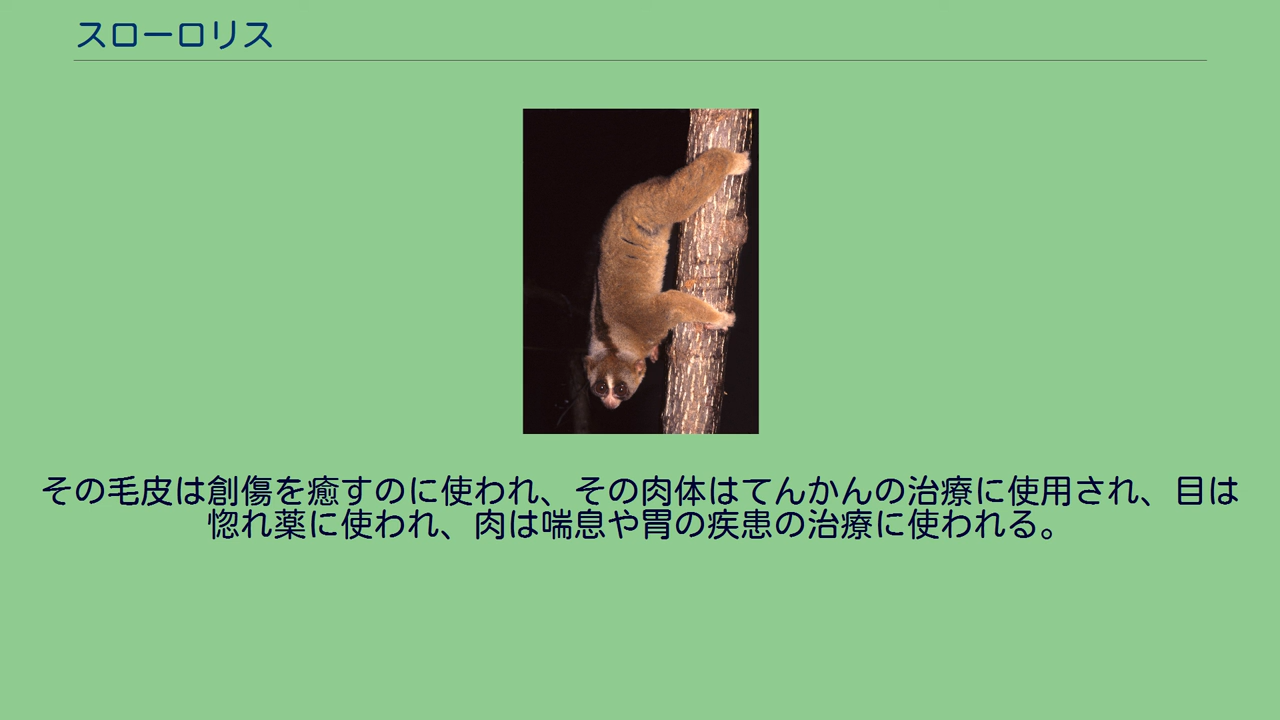 スローロリス
その毛皮は創傷を癒すのに使われ、その肉体はてんかんの治療に使用され、目は
惚れ薬に使われ、肉は喘息や胃の疾患の治療に使われる。